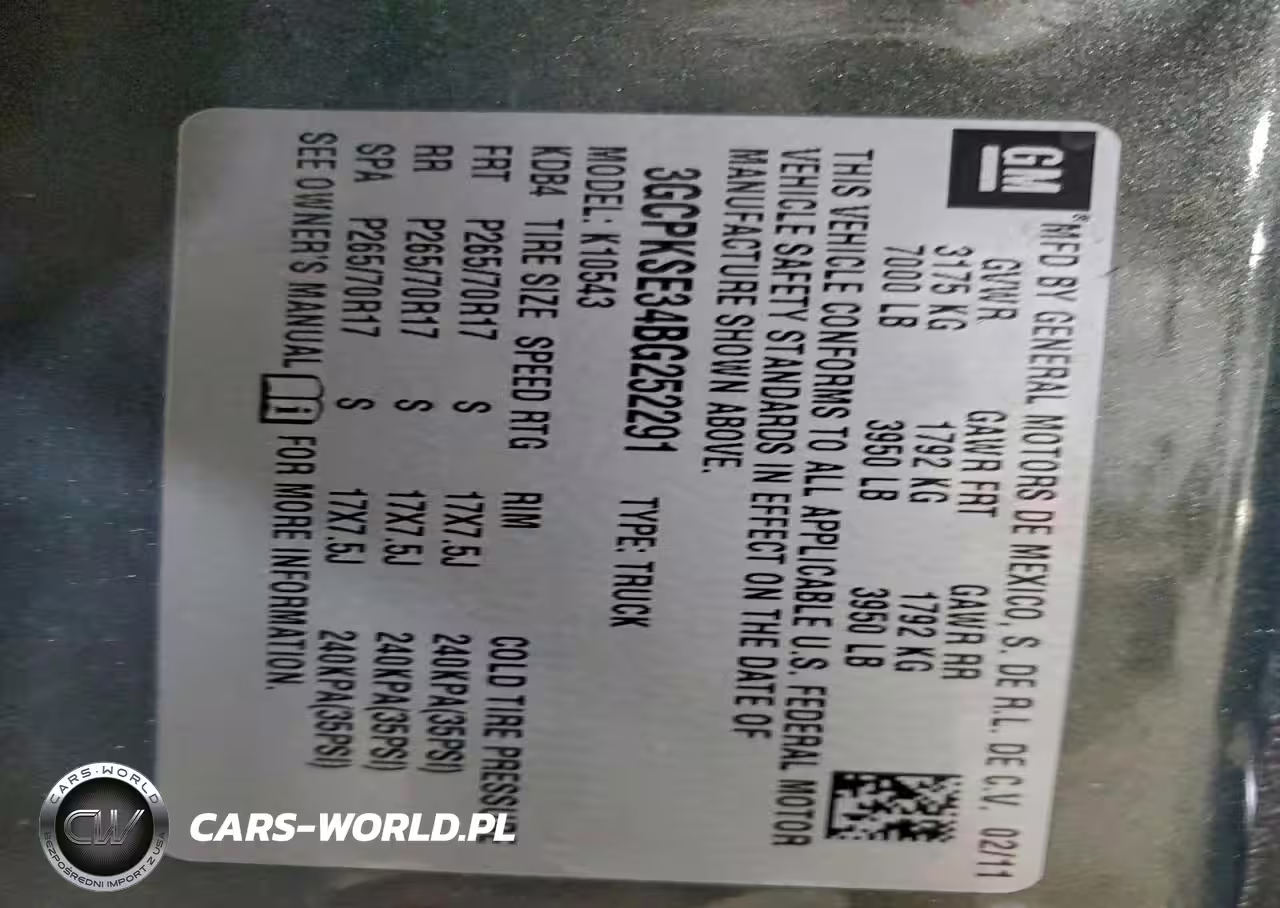 GM
® MFD BY GENERAL MOTORS DE MEXICO, S. DE R.L. DE C.V. 02/11
GVWR GAWR FRT GAWR RR
3175 KG 1792 KG 1792 KG
7000 LB 3950 LB 3950 LB
THIS VEHICLE CONFORMS TO ALL APPLICABLE U.S. FEDERAL MOTOR
VEHICLE SAFETY STANDARDS IN EFFECT ON THE DATE OF
MANUFACTURE SHOWN ABOVE.
3GCPKSE34BG252291 TYPE: TRUCK
MODEL: K10543
KDB4 TIRE SIZE SPEED RTG RIM COLD TIRE PRESSURE
FRT P265/70R17 S 17X7.5J 240KPA(35PSI)
RR P265/70R17 S 17X7.5J 240KPA(35PSI)
SPA P265/70R17 S 17X7.5J 240KPA(35PSI)
SEE OWNER'S MANUAL i FOR MORE INFORMATION.
CARS-WORLD
CW
BEZPOŚREDNI IMPORT Z USA
CARS-WORLD.PL